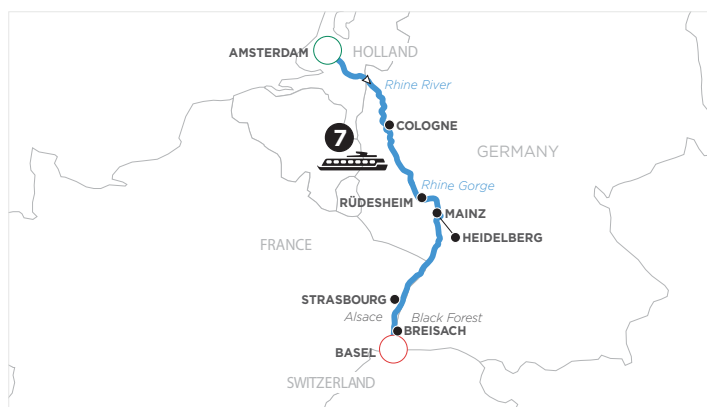 AMSTERDAM
HOLLAND
Rhine River
COLOGNE
7
GERMANY
Rhine Gorge
RÜDESHEIM
MAINZ
HEIDELBERG
FRANCE
STRASBOURG
Alsace
Black Forest
BREISACH
BASEL
SWITZERLAND